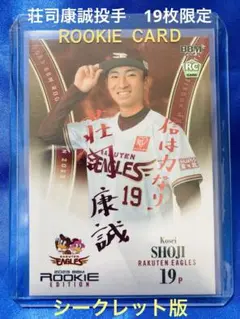 荘司康誠投手　19枚限定
ROOKIE CARD
BBM
RC
信は力なり
荘司康誠
RAKUTEN
EAGLES
19
Kosei
SHOJI
RAKUTEN EAGLES
19 P
EAGLES
2023 BBM
ROOKIE
EDITION
シークレット版